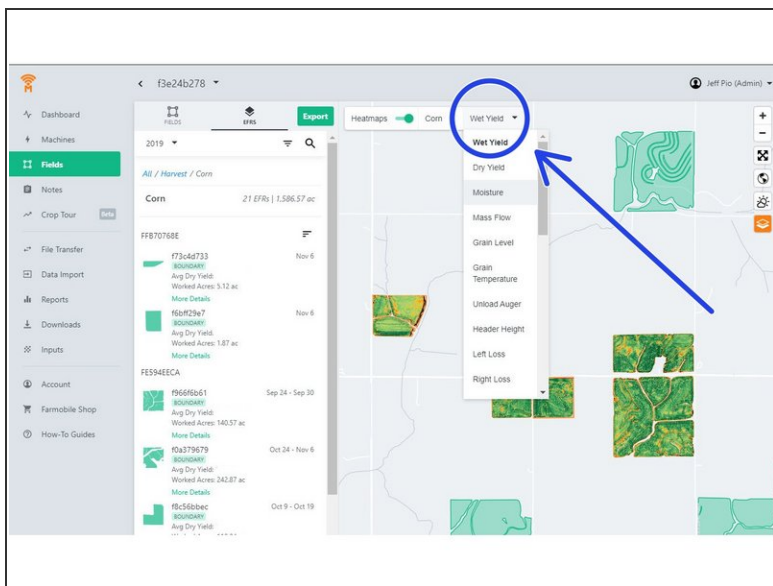 f3e24b278
Jeff Pio (Admin)
Dashboard
Machines
Fields
Notes
Crop Tour Beta
File Transfer
Data Import
Reports
Downloads
Inputs
Account
Farmobile Shop
How-To Guides
FIELDS
EFRS
Export
2019
All / Harvest / Corn
Corn 21 EFRs | 1,586.57 ac
FFB70768E
f73c4d733 Nov 6
BOUNDARY
Avg Dry Yield:
Worked Acres: 5.12 ac
More Details
f6bff29e7 Nov 6
BOUNDARY
Avg Dry Yield:
Worked Acres: 1.87 ac
More Details
FE594EECA
f966f6b61 Sep 24 - Sep 30
BOUNDARY
Avg Dry Yield:
Worked Acres: 140.57 ac
More Details
f0a379679 Oct 24 - Nov 6
BOUNDARY
Avg Dry Yield:
Worked Acres: 242.87 ac
More Details
f8c56bbec Oct 9 - Oct 19
BOUNDARY
Avg Dry Yield:
Heatmaps Corn Wet Yield
Wet Yield
Dry Yield
Moisture
Mass Flow
Grain Level
Grain
Temperature
Unload Auger
Header Height
Left Loss
Right Loss